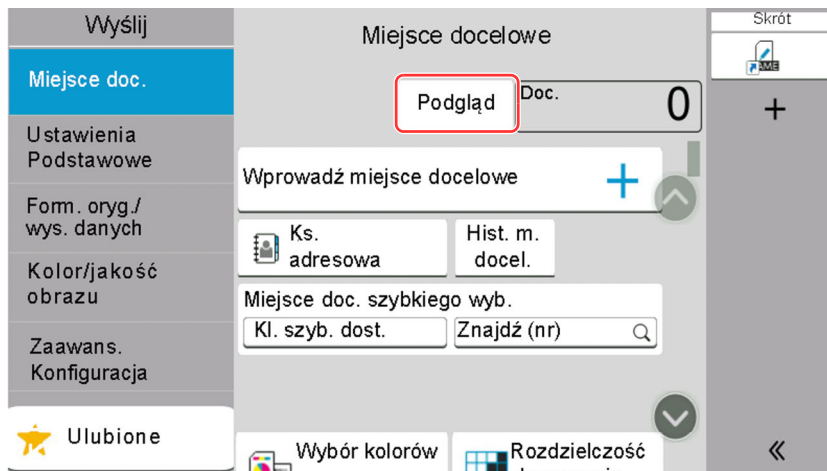 Wyślij
Miejsce doc.
Ustawienia
Podstawowe
Form. oryg./
wys. danych
Kolor/jakość
obrazu
Zaawans.
Konfiguracja
Ulubione
Miejsce docelowe
Podgląd
Doc.
0
Wprowadź miejsce docelowe
Ks.
adresowa
Hist. m.
docel.
Miejsce doc. szybkiego wyb.
Kl. szyb. dost.
Znajdź (nr)
Wybór kolorów
Rozdzielczość
Skrót